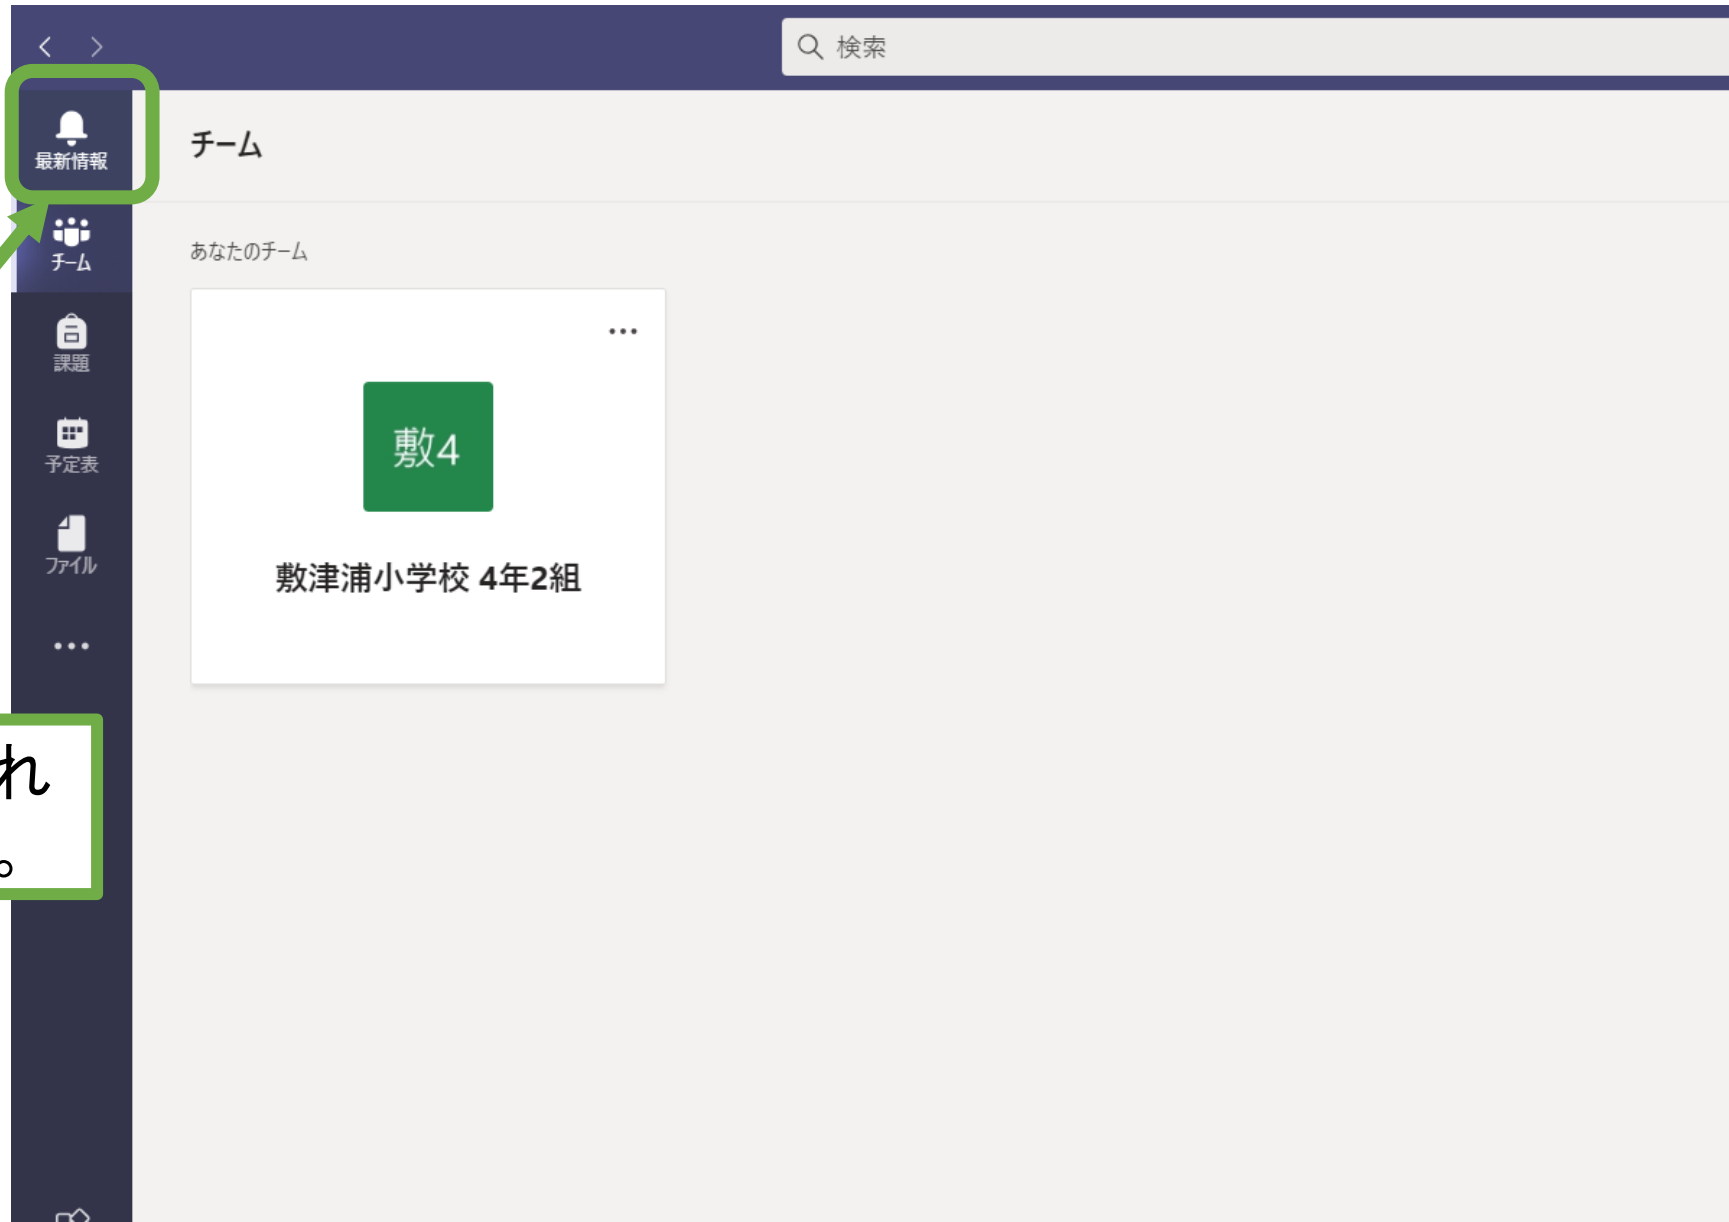 検索
最新情報
チーム
チーム
あなたのチーム
課題
予定表
ファイル
敷4
敷津浦小学校 4年2組
れ
。